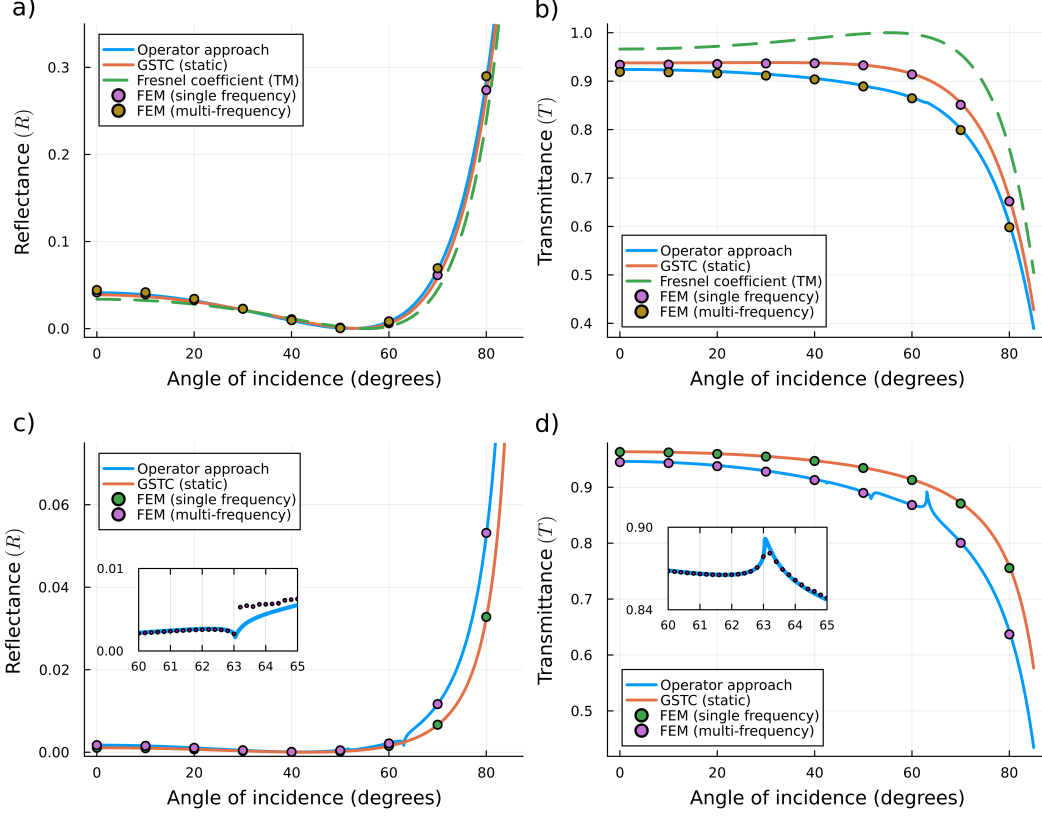 a)
Reflectance (R)
0.3
0.2
0.1
0.0
Operator approach
GSTC (static)
Fresnel coefficient (TM)
FEM (single frequency)
FEM (multi-frequency)
0
20
40
60
80
Angle of incidence (degrees)
b)
Transmittance (T)
1.0
0.9
0.8
0.7
0.6
0.5
0.4
Operator approach
GSTC (static)
Fresnel coefficient (TM)
FEM (single frequency)
FEM (multi-frequency)
0
20
40
60
80
Angle of incidence (degrees)
c)
Reflectance (R)
0.06
0.04
0.02
0.00
Operator approach
GSTC (static)
FEM (single frequency)
FEM (multi-frequency)
0.01
0.00
60
61
62
63
64
65
0
20
40
60
80
Angle of incidence (degrees)
d)
Transmittance (T)
0.9
0.8
0.7
0.6
0.5
0.90
0.84
60
61
62
63
64
65
Operator approach
GSTC (static)
FEM (single frequency)
FEM (multi-frequency)
0
20
40
60
80
Angle of incidence (degrees)